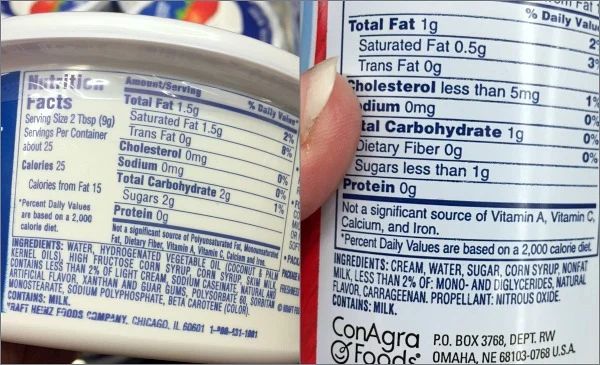 Nutrition
Facts
Serving Size 2 Tbsp (9g)
Servings Per Container
about 25
Calories 25
Calories from Fat 15
*Percent Daily Values
are based on a 2,000
calorie diet.
Amount/Serving
% Daily Value*
Total Fat 1.5g 2%
Saturated Fat 1.5g 8%
Trans Fat 0g
Cholesterol 0mg 0%
Sodium 0mg 0%
Total Carbohydrate 2g 1%
Sugars 2g
Protein 0g
Not a significant source of Polyunsaturated Fat, Monounsaturated
Fat, Dietary Fiber, Vitamin A, Vitamin C, Calcium and Iron.
INGREDIENTS: WATER, HYDROGENATED VEGETABLE OIL (COCONUT & PALM
KERNEL OILS), HIGH FRUCTOSE CORN SYRUP, CORN SYRUP, SKIM MILK,
CONTAINS LESS THAN 2% OF LIGHT CREAM, SODIUM CASEINATE, NATURAL AND
ARTIFICIAL FLAVOR, XANTHAN AND GUAR GUMS, POLYSORBATE 60, SORBITAN
MONOSTEARATE, SODIUM POLYPHOSPHATE, BETA CAROTENE (COLOR).
CONTAINS: MILK.
KRAFT HEINZ FOODS COMPANY, CHICAGO, IL 60601
% Daily Valu
Total Fat 1g 2
Saturated Fat 0.5g 3
Trans Fat 0g
Cholesterol less than 5mg 1%
dium 0mg 0%
tal Carbohydrate 1g 0%
Dietary Fiber 0g 0%
Sugars less than 1g
Protein 0g
Not a significant source of Vitamin A, Vitamin C,
Calcium, and Iron.
*Percent Daily Values are based on a 2,000 calorie diet.
INGREDIENTS: CREAM, WATER, SUGAR, CORN SYRUP, NONFAT
MILK, LESS THAN 2% OF: MONO- AND DIGLYCERIDES, NATURAL
FLAVOR, CARRAGEENAN. PROPELLANT: NITROUS OXIDE.
CONTAINS: MILK.
ConAgra
Foods®
P.O. BOX 3768, DEPT. RW
OMAHA, NE 68103-0768 U.S.A.